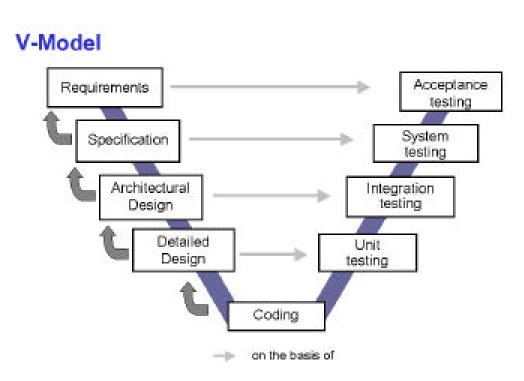 V-Model
Requirements
Acceptance
testing
Specification
System
testing
Architectural
Design
Integration
testing
Detailed
Design
Unit
testing
Coding
on the basis of